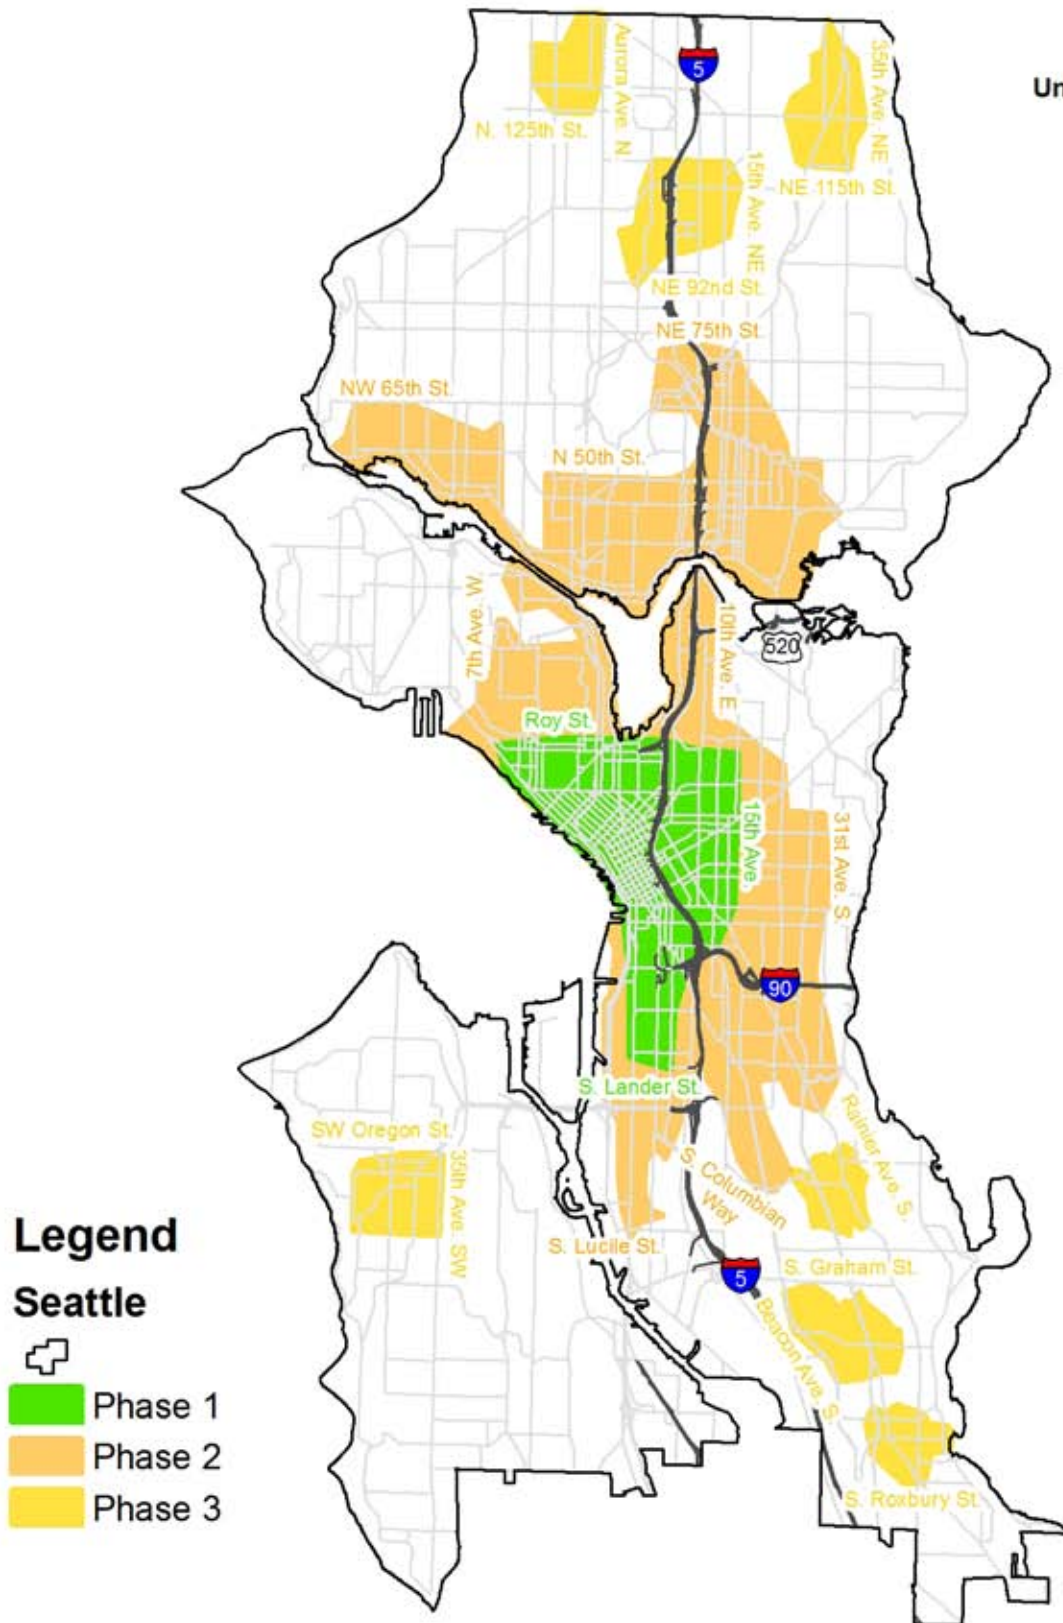 Aurora Ave. N
5
35th Ave. NE
Un
N. 125th St.
15th Ave. NE
NE 115th St.
NE 92nd St.
NE 75th St.
NW 65th St.
N 50th St.
7th Ave. W
10th Ave. E
520
Roy St.
15th Ave.
31st Ave. S.
90
S. Lander St.
SW Oregon St.
35th Ave. SW
Rainier Ave. S.
S. Columbian
Way
S. Lucile St.
S. Graham St.
5
Beacon Ave. S.
S. Roxbury St.
Legend
Seattle
Phase 1
Phase 2
Phase 3